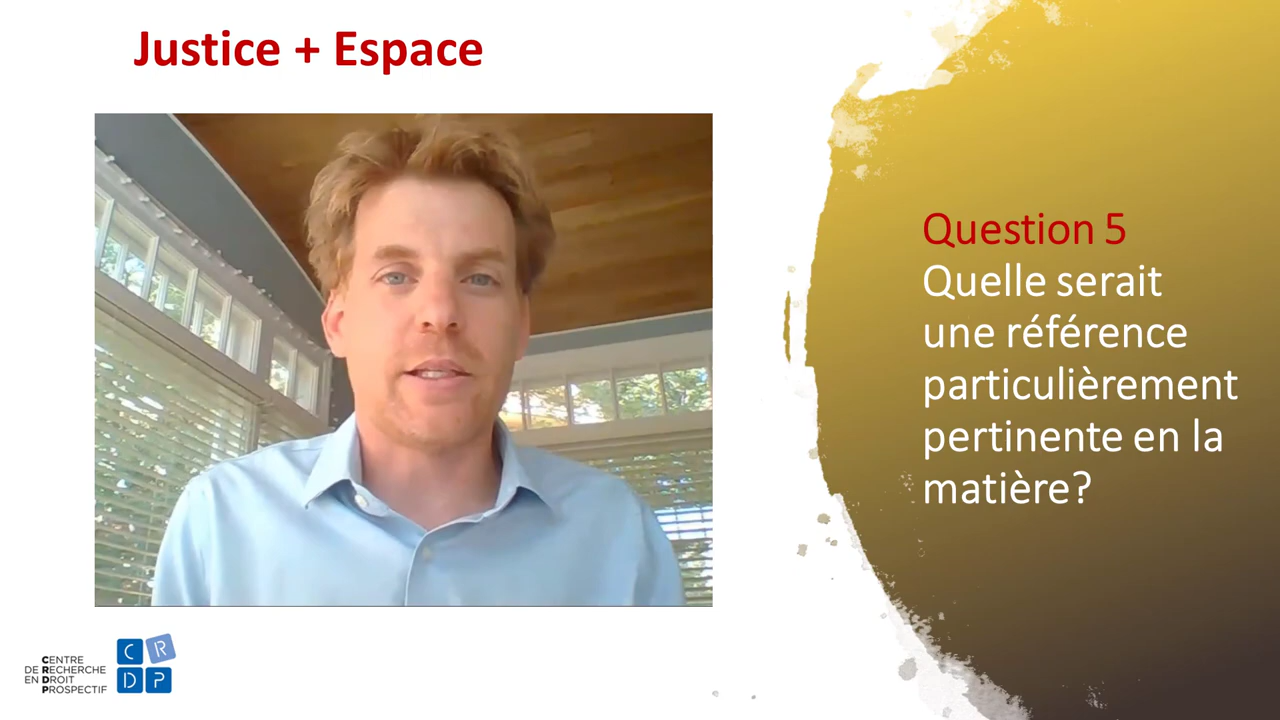 Justice + Espace
Question 5
Quelle serait
une référence
particulièrement
pertinente en la
matière?
CENTRE
DE RECHERCHE
EN DROIT
PROSPECTIF
C R
D P